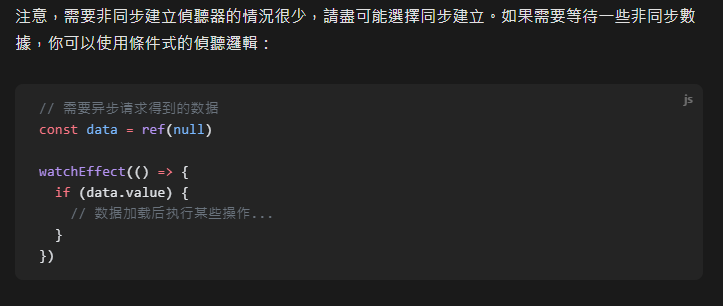 注意，需要非同步建立偵聽器的情況很少，請盡可能選擇同步建立。如果需要等待一些非同步數
據，你可以使用條件式的偵聽邏輯：
js
// 需要异步请求得到的数据
const data = ref(null)

watchEffect(() => {
  if (data.value) {
    // 数据加载后执行某些操作...
  }
})